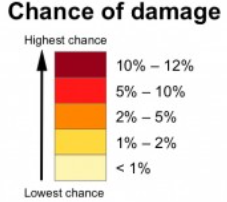 Chance of damage
Highest chance
10% – 12%
5% – 10%
2% – 5%
1% – 2%
< 1%
Lowest chance